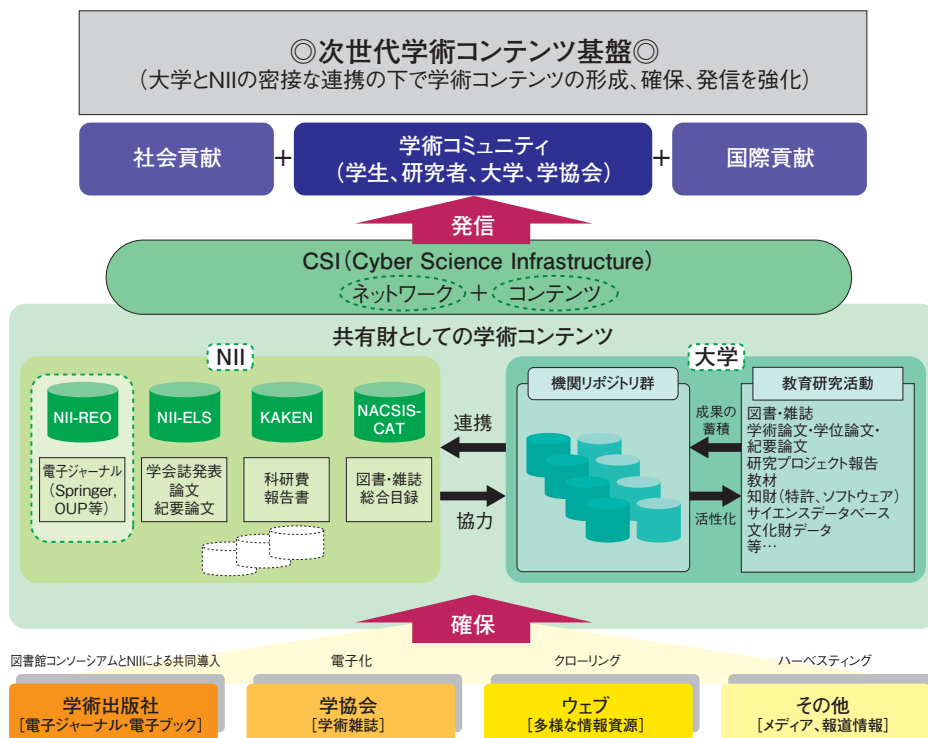 ◎次世代学術コンテンツ基盤◎
（大学とNIIの密接な連携の下で学術コンテンツの形成、確保、発信を強化）
社会貢献
+
学術コミュニティ
（学生、研究者、大学、学協会）
+
国際貢献
発信
CSI（Cyber Science Infrastructure）
ネットワーク + コンテンツ
共有財としての学術コンテンツ
NII
NII-REO
NII-ELS
KAKEN
NACSIS-
CAT
電子ジャーナル
（Springer,
OUP等）
学会誌発表
論文
紀要論文
科研費
報告書
図書・雑誌
総合目録
連携
協力
大学
機関リポジトリ群
成果の
蓄積
活性化
教育研究活動
図書・雑誌
学術論文・学位論文・
紀要論文
研究プロジェクト報告
教材
知財（特許、ソフトウェア）
サイエンスデータベース
文化財データ
等…
確保
図書館コンソーシアムとNIIによる共同導入
学術出版社
［電子ジャーナル・電子ブック］
電子化
学協会
［学術雑誌］
クローリング
ウェブ
［多様な情報資源］
ハーベスティング
その他
［メディア、報道情報］